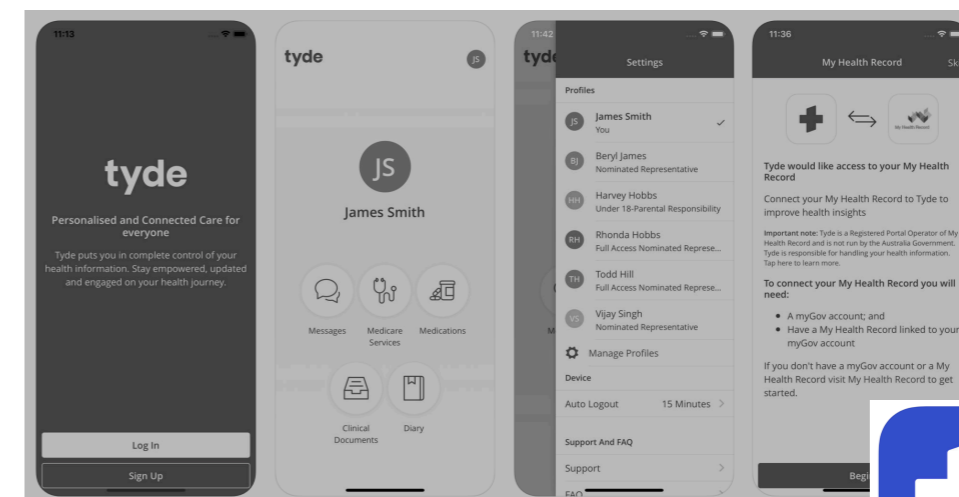 11:13
tyde
Personalised and Connected Care for
everyone
Tyde puts you in complete control of your
health information. Stay empowered, updated
and engaged on your health journey.
Log In
Sign Up
tyde
JS
JS
James Smith
Messages
Medicare
Services
Medications
Clinical
Documents
Diary
11:42
tyde
Settings
Profiles
JS
James Smith
You
BJ
Beryl James
Nominated Representative
HH
Harvey Hobbs
Under 18-Parental Responsibility
RH
Rhonda Hobbs
Full Access Nominated Represe...
TH
Todd Hill
Full Access Nominated Represe...
VS
Vijay Singh
Nominated Representative
M
Manage Profiles
Device
Auto Logout 15 Minutes
Support And FAQ
Support
FAQ
11:36
My Health Record Sk
My Health Record
Tyde would like access to your My Health
Record
Connect your My Health Record to Tyde to
improve health insights
Important note: Tyde is a Registered Portal Operator of My
Health Record and is not run by the Australia Government.
Tyde is responsible for handling your health information.
Tap here to learn more.
To connect your My Health Record you will
need:
• A myGov account; and
• Have a My Health Record linked to your
myGov account
If you don't have a myGov account or a My
Health Record visit My Health Record to get
started.
Begi